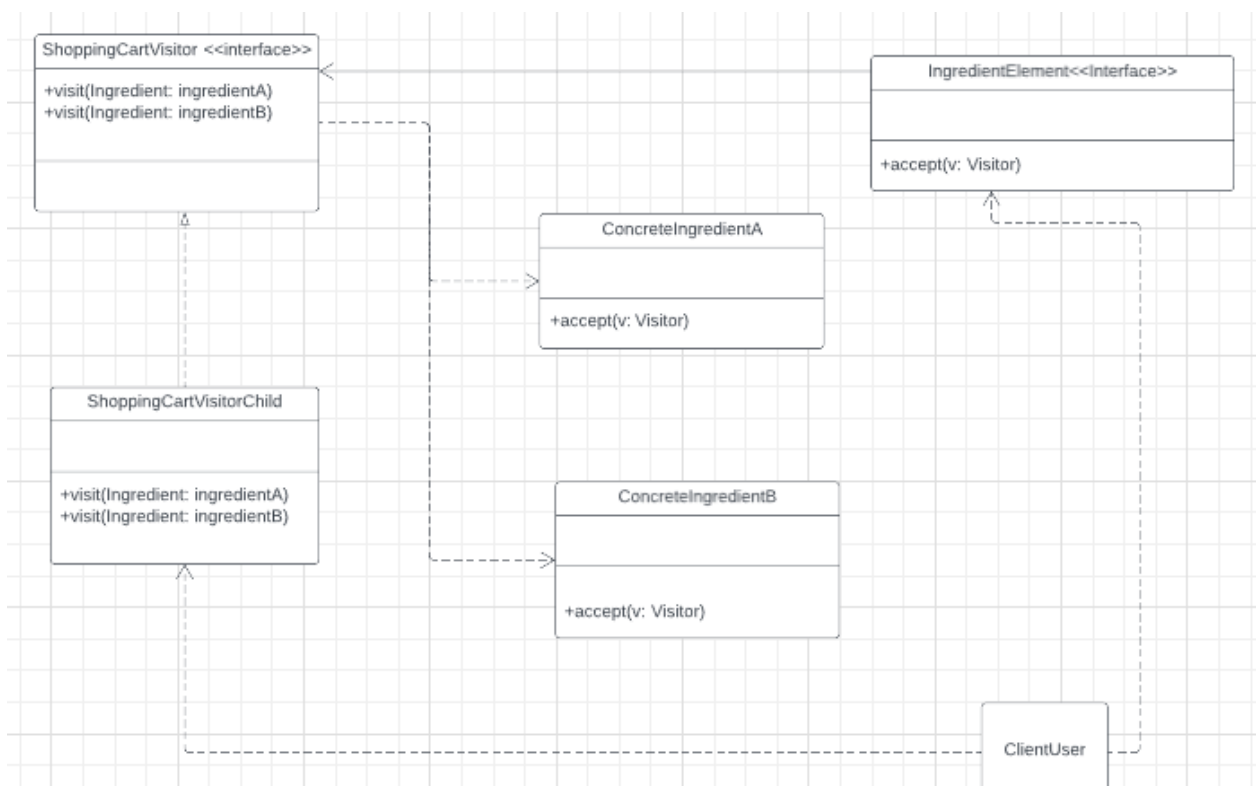 ShoppingCartVisitor <<interface>>
+visit(Ingredient: ingredientA)
+visit(Ingredient: ingredientB)
IngredientElement<<Interface>>
+accept(v: Visitor)
ConcreteIngredientA
+accept(v: Visitor)
ShoppingCartVisitorChild
+visit(Ingredient: ingredientA)
+visit(Ingredient: ingredientB)
ConcreteIngredientB
+accept(v: Visitor)
ClientUser